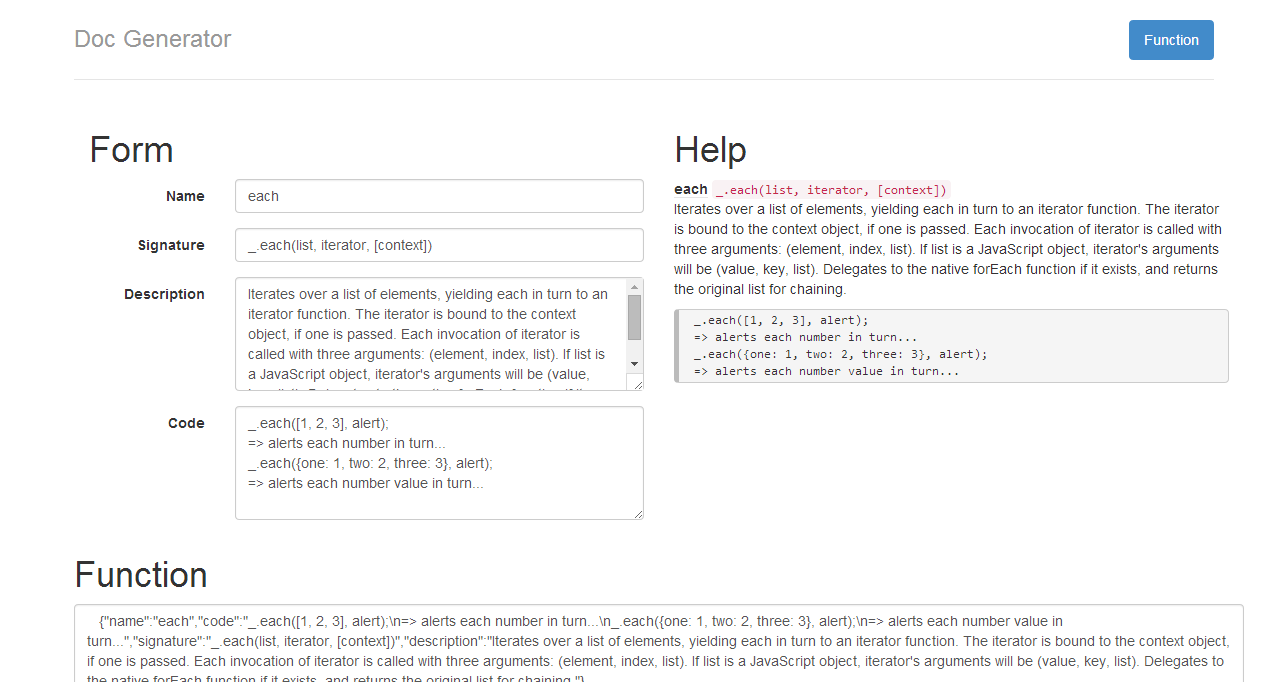 Doc Generator
Function
Form
Name
each
Signature
_.each(list, iterator, [context])
Description
Iterates over a list of elements, yielding each in turn to an
iterator function. The iterator is bound to the context
object, if one is passed. Each invocation of iterator is
called with three arguments: (element, index, list). If list is
a JavaScript object, iterator's arguments will be (value,
Code
_.each([1, 2, 3], alert);
=> alerts each number in turn...
_.each({one: 1, two: 2, three: 3}, alert);
=> alerts each number value in turn...
Help
each _.each(list, iterator, [context])
Iterates over a list of elements, yielding each in turn to an iterator function. The iterator
is bound to the context object, if one is passed. Each invocation of iterator is called with
three arguments: (element, index, list). If list is a JavaScript object, iterator's arguments
will be (value, key, list). Delegates to the native forEach function if it exists, and returns
the original list for chaining.
_.each([1, 2, 3], alert);
=> alerts each number in turn...
_.each({one: 1, two: 2, three: 3}, alert);
=> alerts each number value in turn...
Function
{"name":"each","code":"_.each([1, 2, 3], alert);\n=> alerts each number in turn...\n_.each({one: 1, two: 2, three: 3}, alert);\n=> alerts each number value in
turn...","signature":"_.each(list, iterator, [context])","description":"Iterates over a list of elements, yielding each in turn to an iterator function. The iterator is bound to the context object,
if one is passed. Each invocation of iterator is called with three arguments: (element, index, list). If list is a JavaScript object, iterator's arguments will be (value, key, list). Delegates to
the native forEach function if it exists, and returns the original list for chaining."}